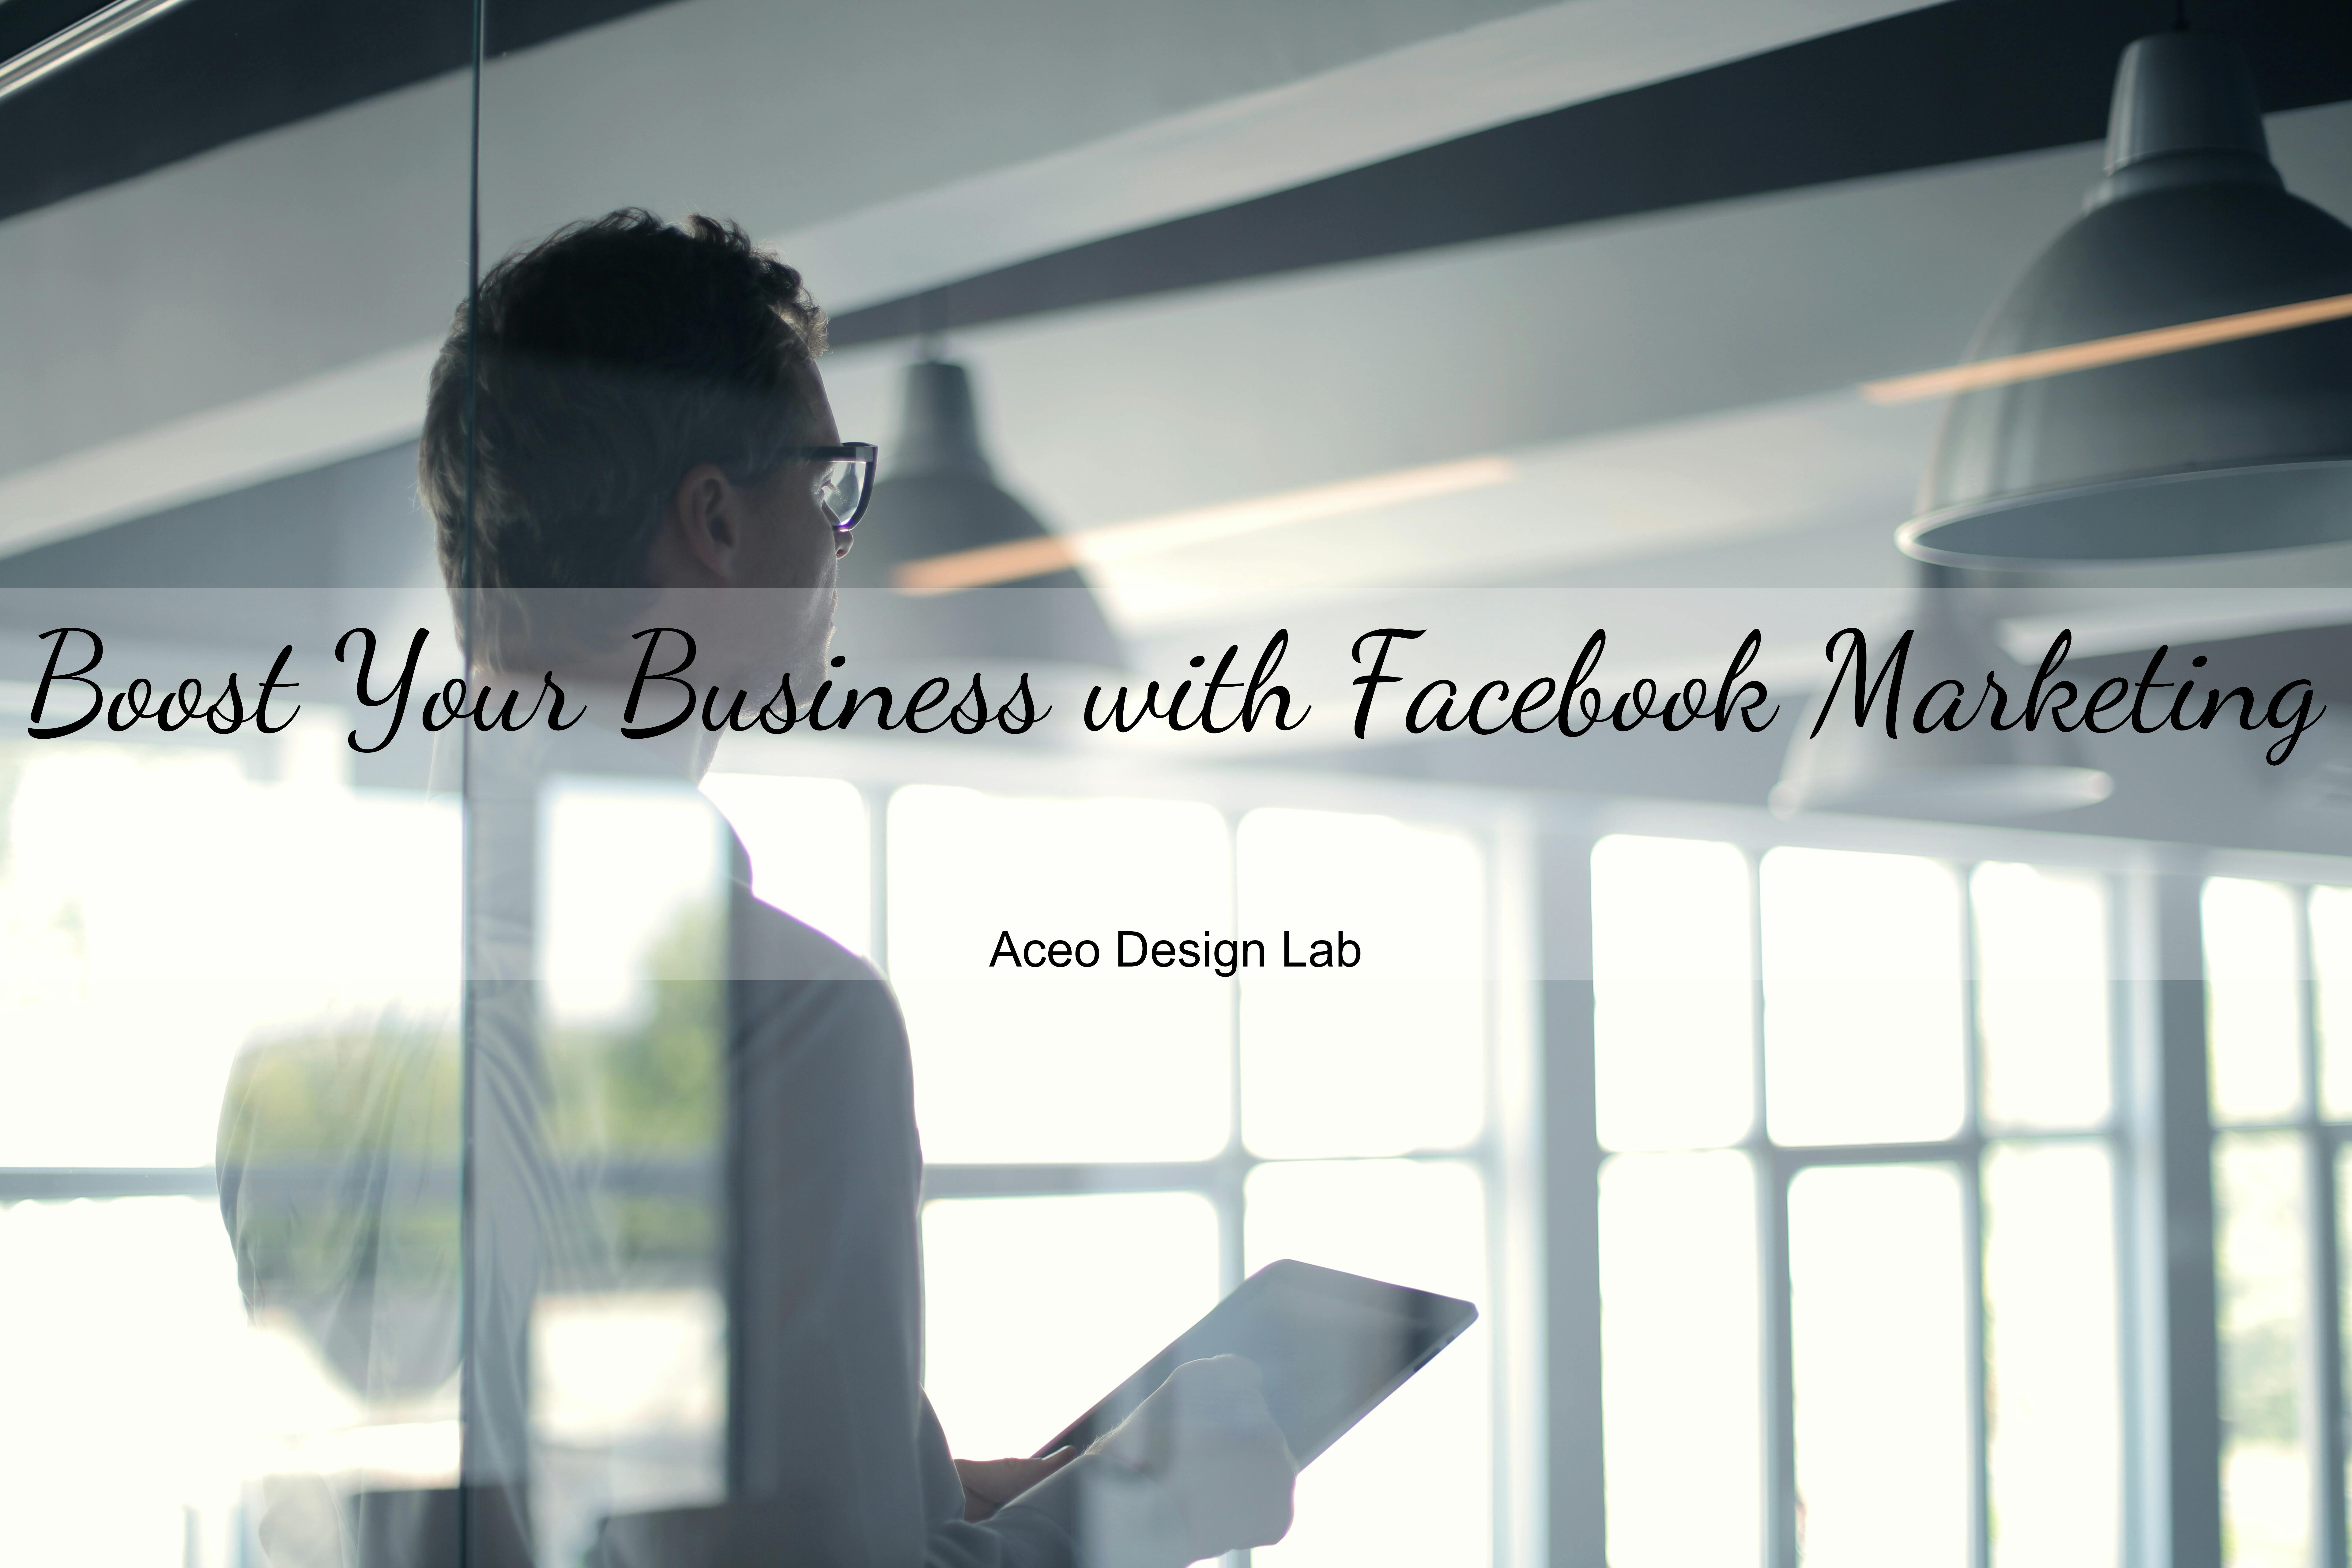 Boost Your Business with Facebook Marketing
Aceo Design Lab